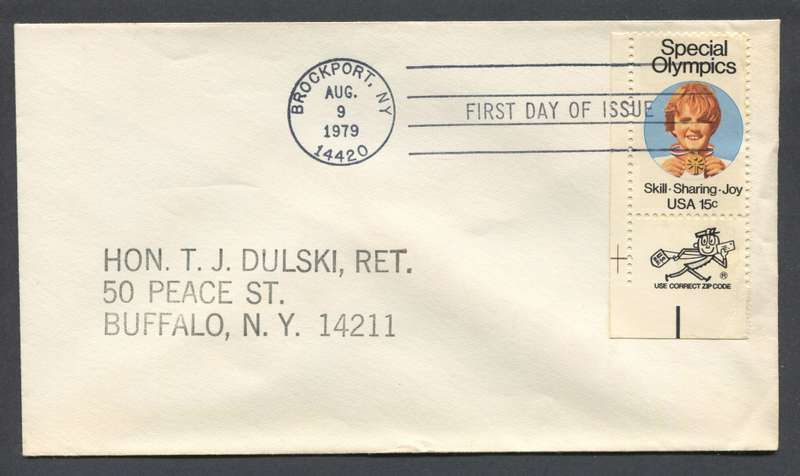 BROCKPORT, NY
AUG.
9
1979
14420
FIRST DAY OF ISSUE
Special
Olympics
Skill·Sharing·Joy
USA 15c
®
USE CORRECT ZIP CODE
HON. T. J. DULSKI, RET.
50 PEACE ST.
BUFFALO, N. Y. 14211